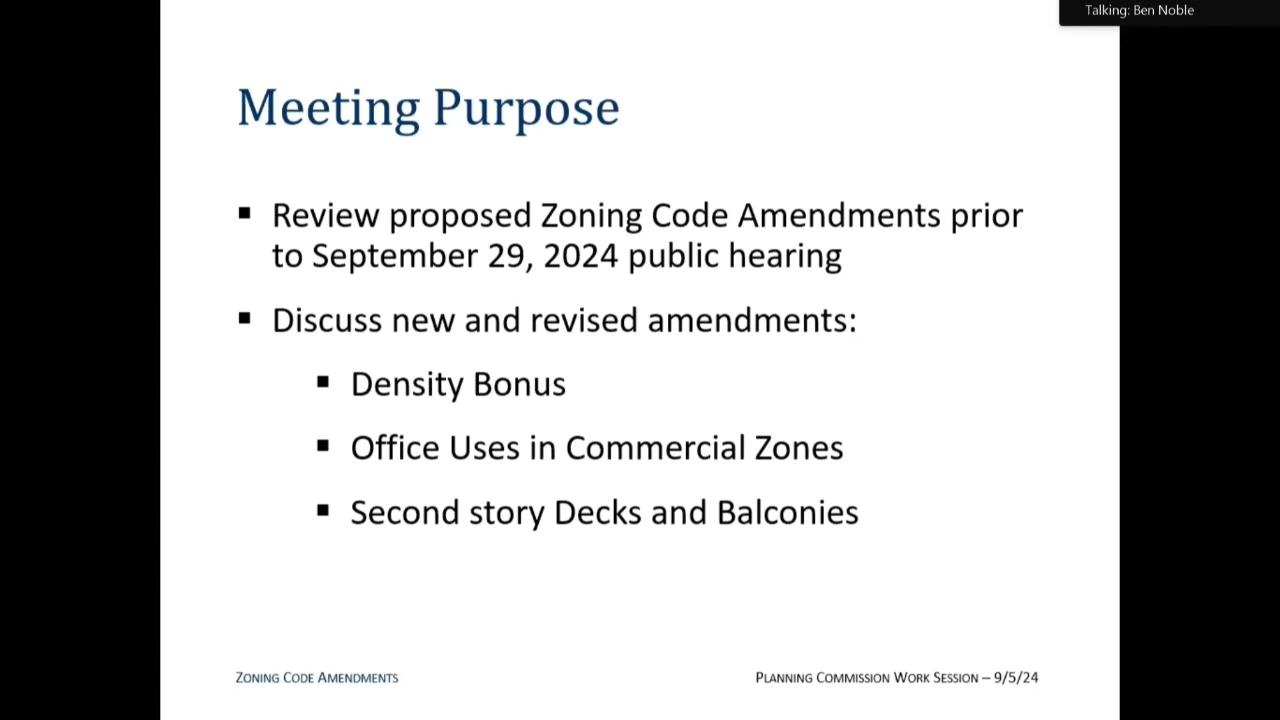 Talking: Ben Noble
Meeting Purpose
▪ Review proposed Zoning Code Amendments prior
to September 29, 2024 public hearing
▪ Discuss new and revised amendments:
▪ Density Bonus
▪ Office Uses in Commercial Zones
▪ Second story Decks and Balconies
ZONING CODE AMENDMENTS
PLANNING COMMISSION WORK SESSION – 9/5/24